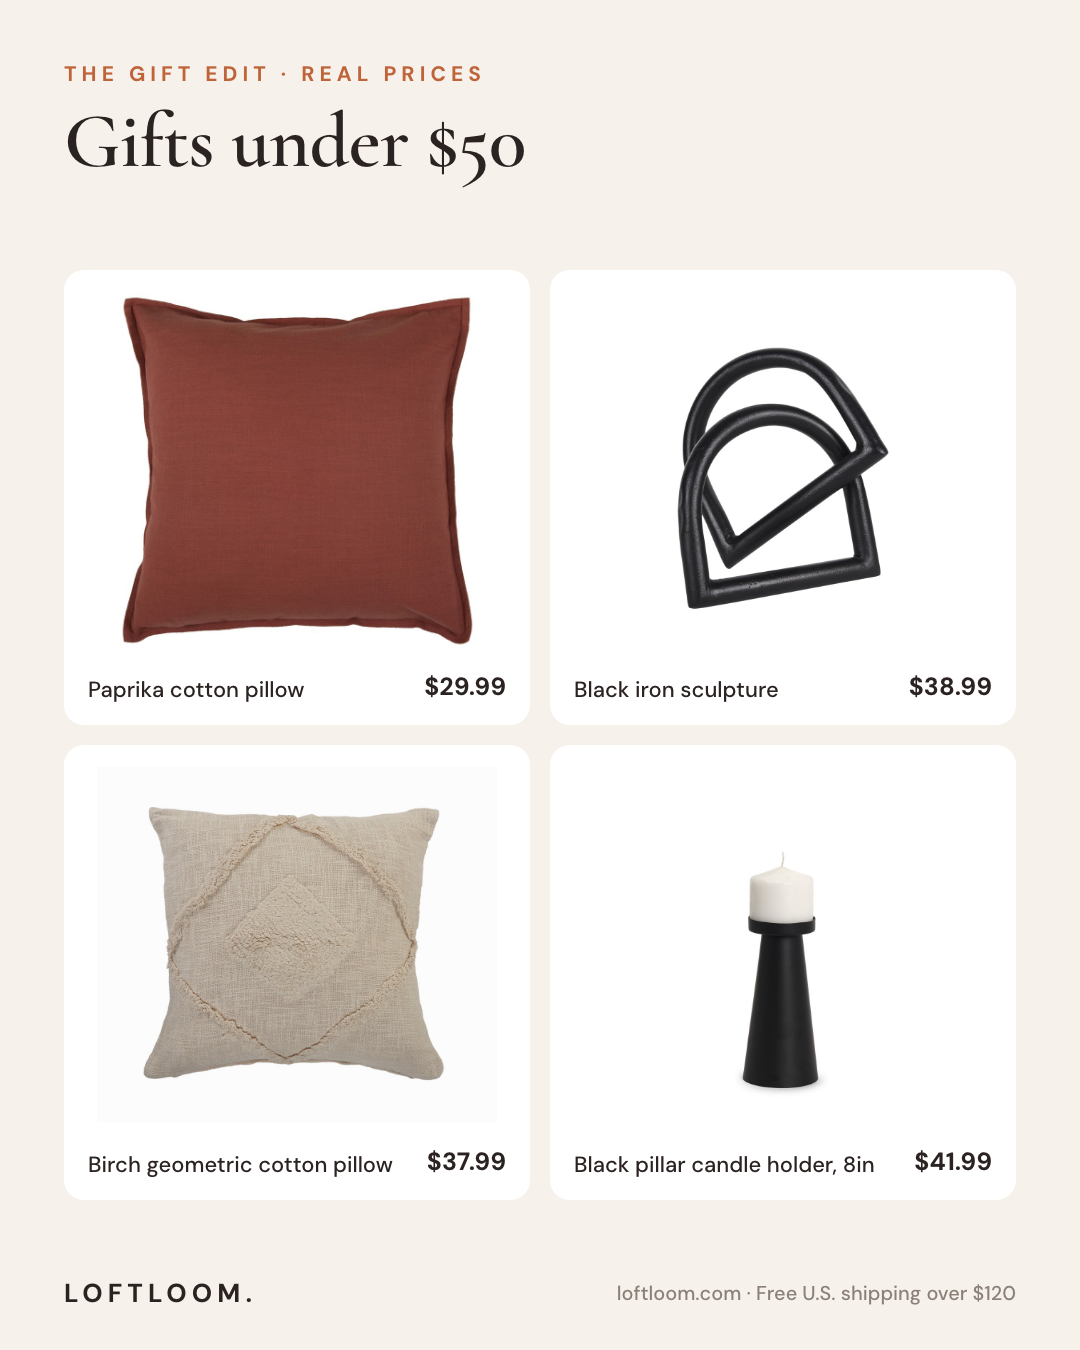 THE GIFT EDIT · REAL PRICES
Gifts under $50
Paprika cotton pillow $29.99
Black iron sculpture $38.99
Birch geometric cotton pillow $37.99
Black pillar candle holder, 8in $41.99
LOFTLOOM.
loftloom.com · Free U.S. shipping over $120